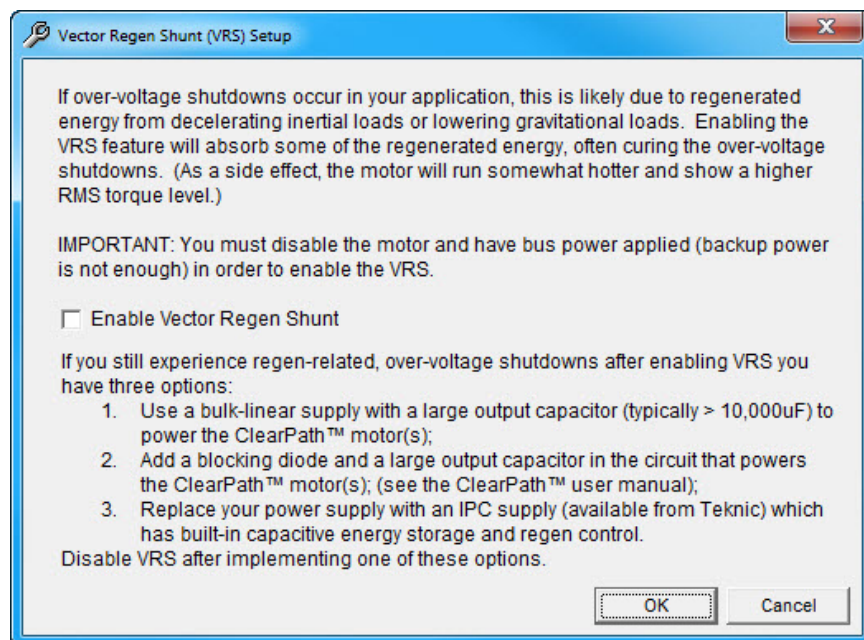 Vector Regen Shunt (VRS) Setup
If over-voltage shutdowns occur in your application, this is likely due to regenerated
energy from decelerating inertial loads or lowering gravitational loads. Enabling the
VRS feature will absorb some of the regenerated energy, often curing the over-voltage
shutdowns. (As a side effect, the motor will run somewhat hotter and show a higher
RMS torque level.)
IMPORTANT: You must disable the motor and have bus power applied (backup power
is not enough) in order to enable the VRS.
Enable Vector Regen Shunt
If you still experience regen-related, over-voltage shutdowns after enabling VRS you
have three options:
1. Use a bulk-linear supply with a large output capacitor (typically > 10,000uF) to
power the ClearPath™ motor(s);
2. Add a blocking diode and a large output capacitor in the circuit that powers
the ClearPath™ motor(s); (see the ClearPath™ user manual);
3. Replace your power supply with an IPC supply (available from Teknic) which
has built-in capacitive energy storage and regen control.
Disable VRS after implementing one of these options.
OK Cancel